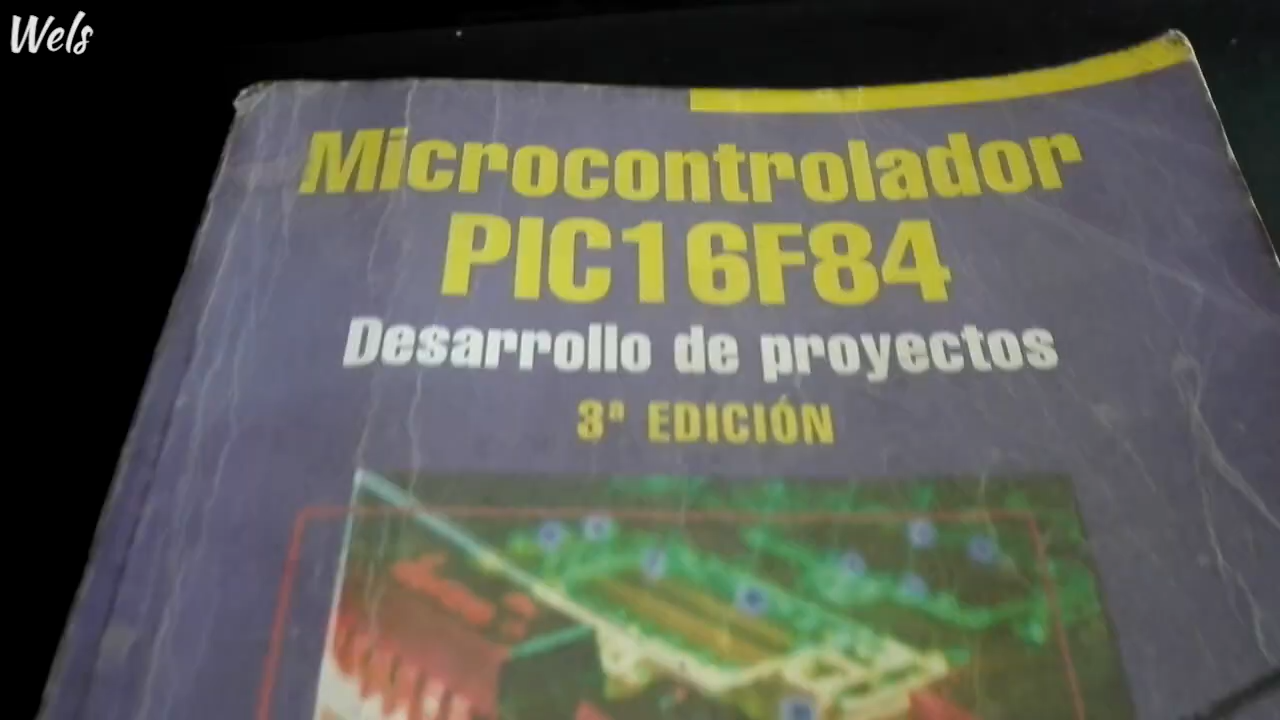 Wels
Microcontrolador
PIC16F84
Desarrollo de proyectos
3ª EDICIÓN